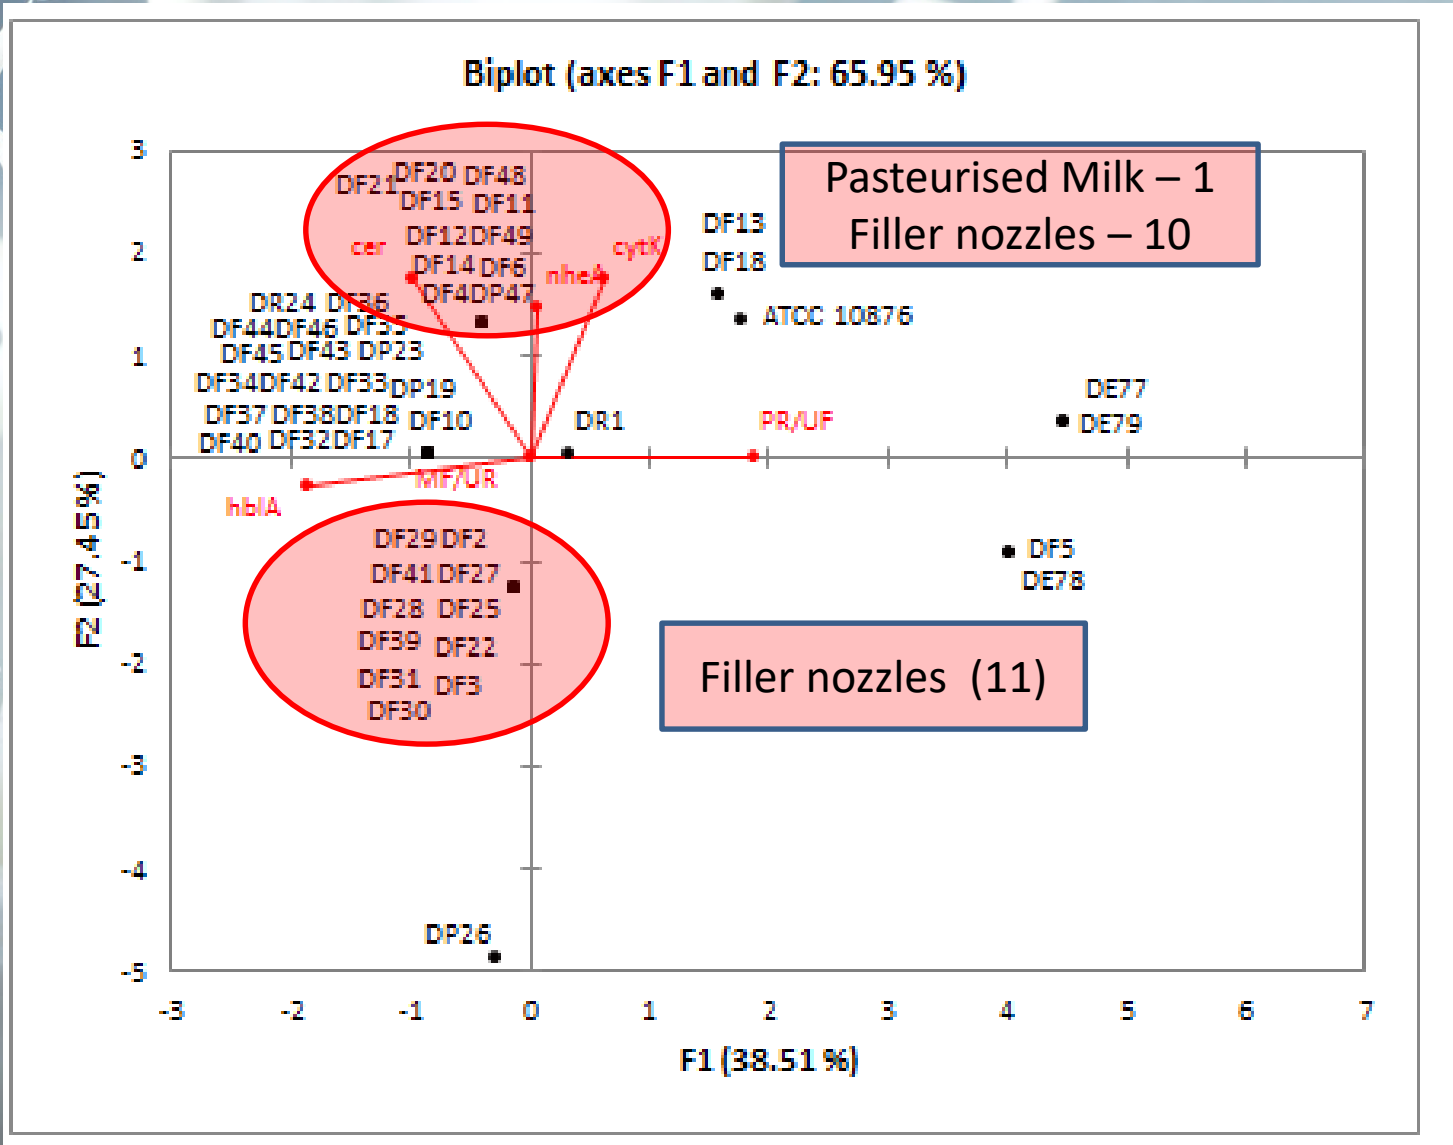 Biplot (axes F1 and F2: 65.95 %)
3
DF20 DF48
DF21
DF15 DF11
Pasteurised Milk – 1
Filler nozzles – 10
DF13
2
cer
DF12 DF49
cytK
DF18
DF14 DF6
nheA
DF4 DP47
DR24 DF36
ATCC 10876
DF44 DF46 DF35
1
DF45 DF43 DP23
DF34 DF42 DF33 DP19
DE77
DF37 DF38 DF18 DF10
DR1
PR/UF
DE79
DF40 DF32 DF17
0
MF/UR
hblA
DF29 DF2
-1
DF5
DF41 DF27
DE78
DF28 DF25
DF39 DF22
-2
DF31 DF3
Filler nozzles (11)
DF30
-3
-4
DP26
-5
-3 -2 -1 0 1 2 3 4 5 6 7
F1 (38.51 %)
F2 (27.45 %)